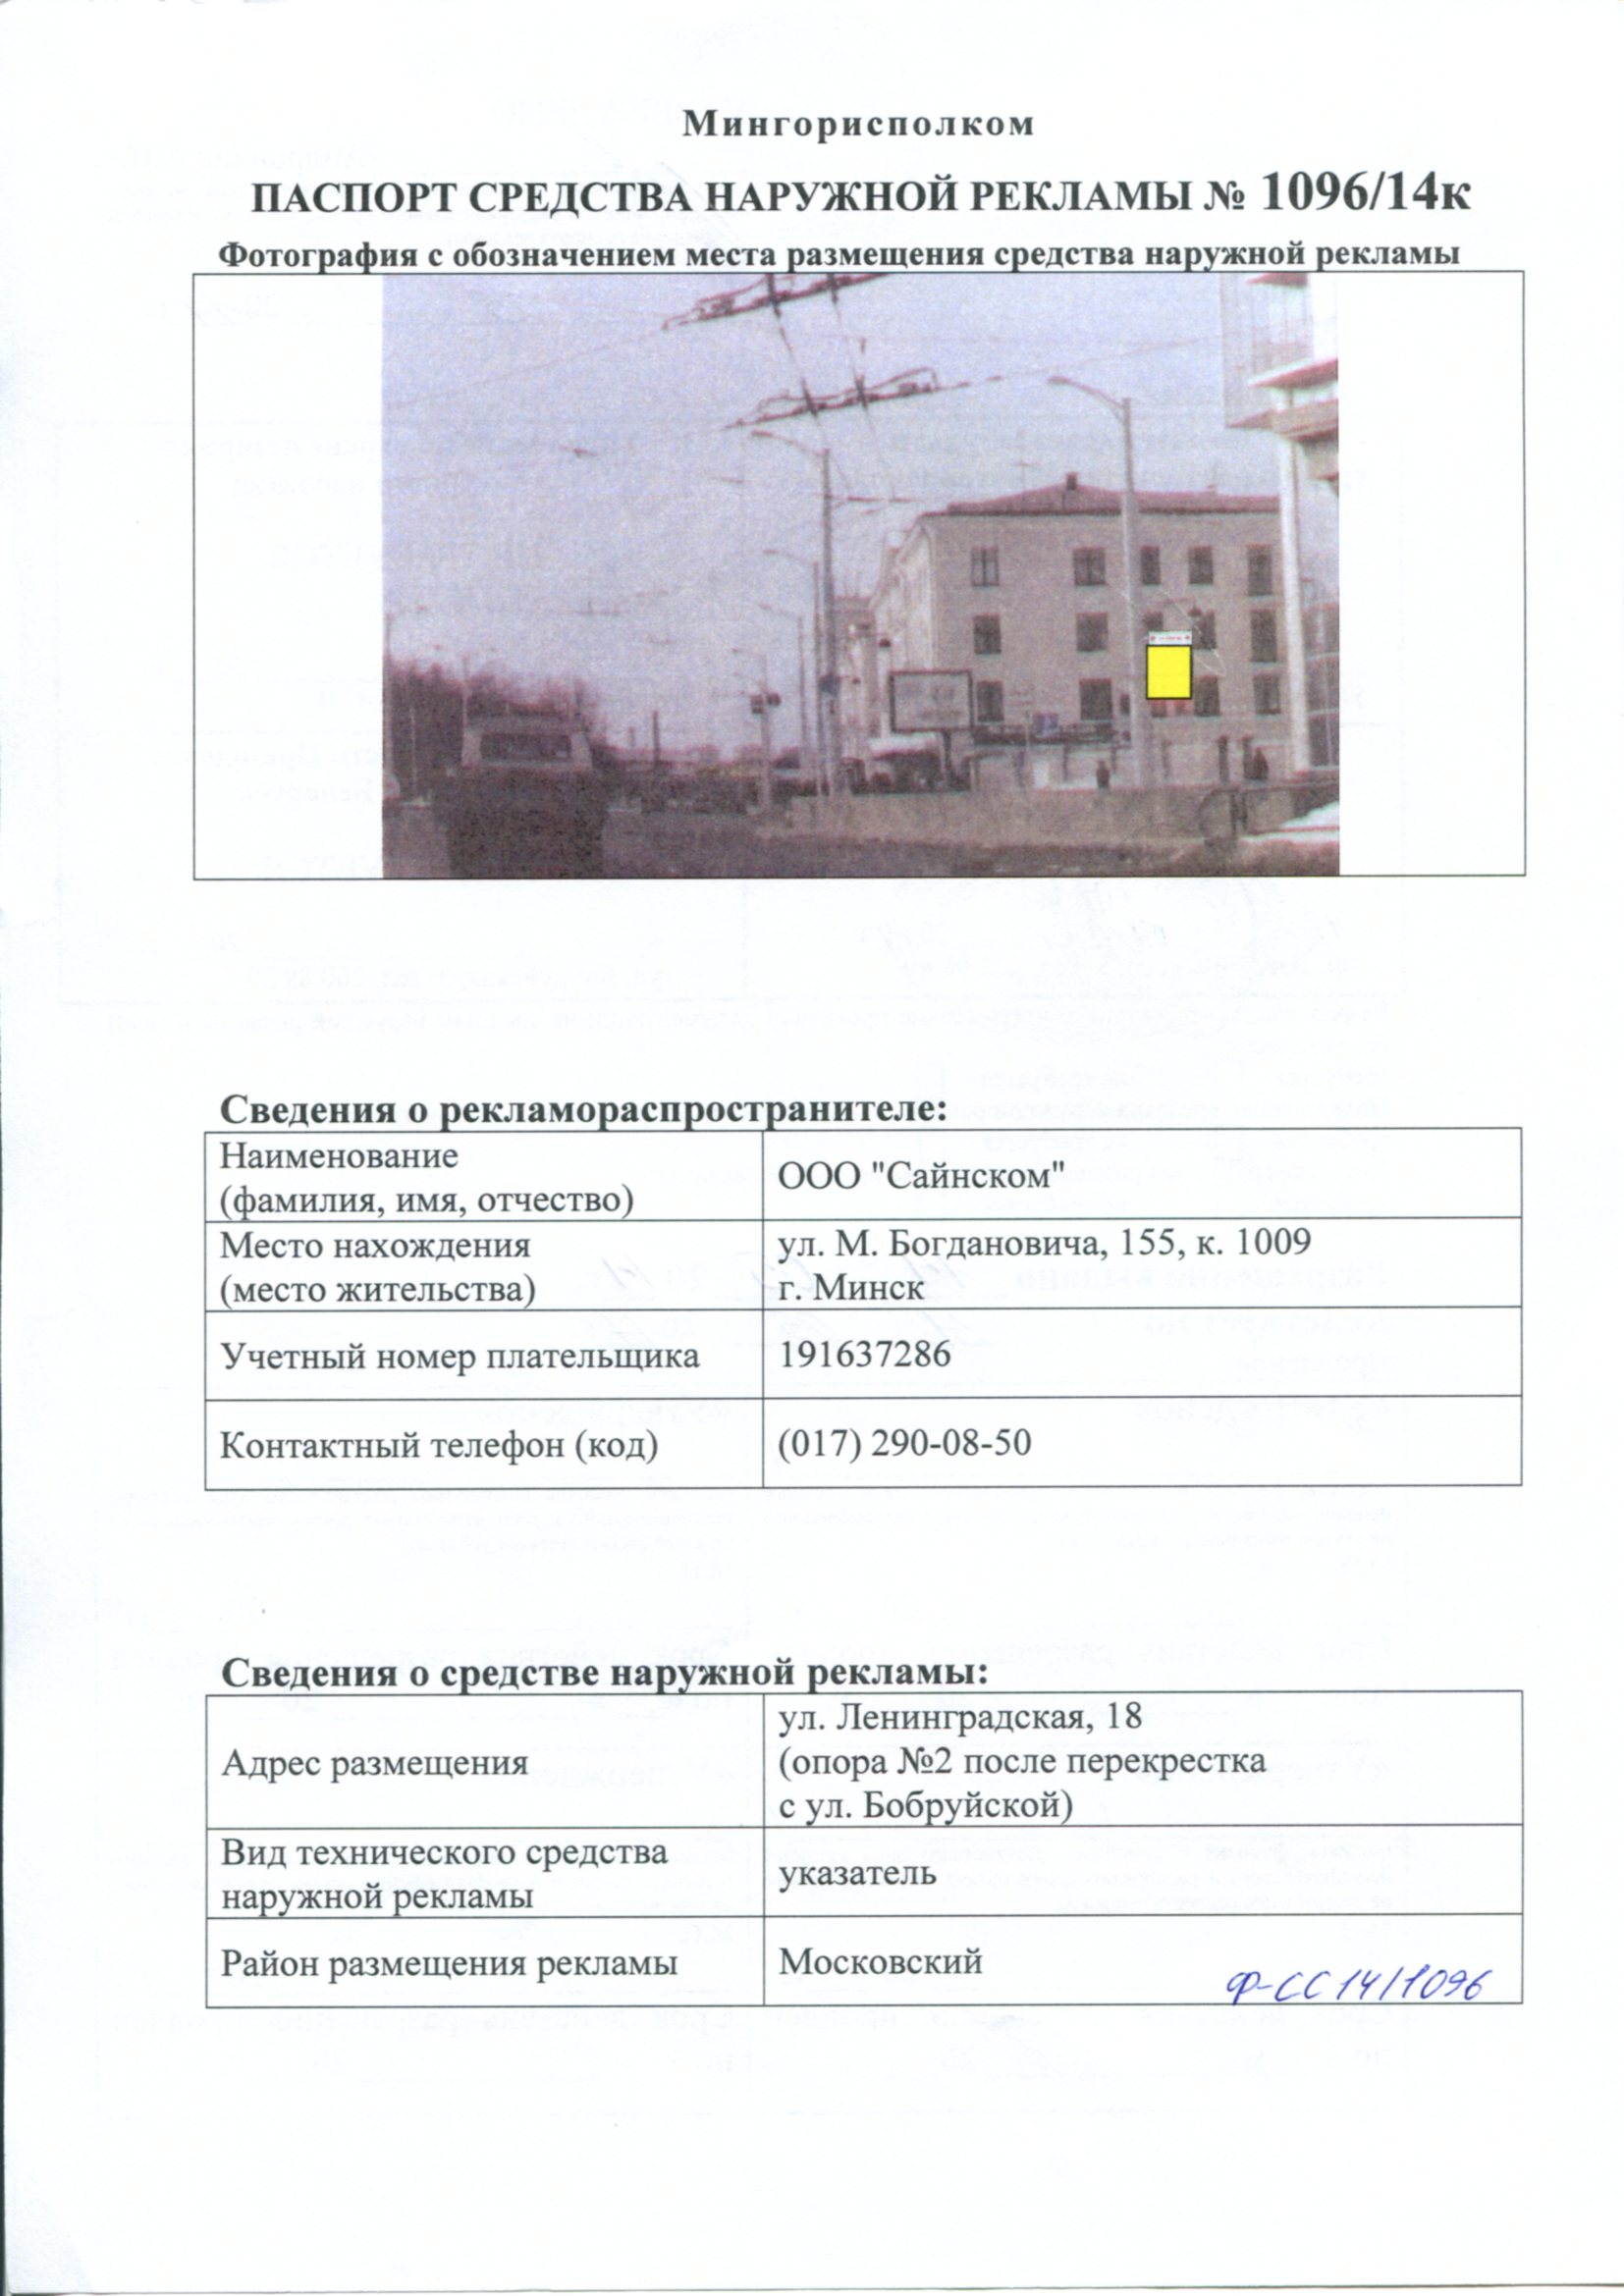 Мингорисполком
ПАСПОРТ СРЕДСТВА НАРУЖНОЙ РЕКЛАМЫ № 1096/14к
Фотография с обозначением места размещения средства наружной рекламы
Сведения о рекламораспространителе:
Наименование
(фамилия, имя, отчество)
ООО "Сайнском"
Место нахождения
(место жительства)
ул. М. Богдановича, 155, к. 1009
г. Минск
Учетный номер плательщика
191637286
Контактный телефон (код)
(017) 290-08-50
Сведения о средстве наружной рекламы:
Адрес размещения
ул. Ленинградская, 18
(опора №2 после перекрестка
с ул. Бобруйской)
Вид технического средства
наружной рекламы
указатель
Район размещения рекламы
Московский
Ф-СС14/1096